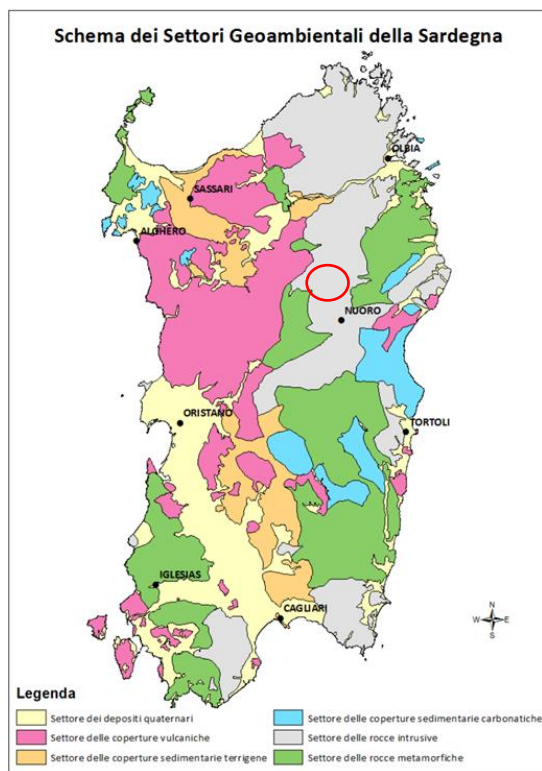 Schema dei Settori Geoambientali della Sardegna
OLBIA
SASSARI
ALGHERO
NUORO
ORISTANO
TORTOLI
IGLESIAS
CAGLIARI
N
W E
S
Legenda
Settore dei depositi quaternari
Settore delle coperture vulcaniche
Settore delle coperture sedimentarie terrigene
Settore delle coperture sedimentarie carbonatiche
Settore delle rocce intrusive
Settore delle rocce metamorfiche